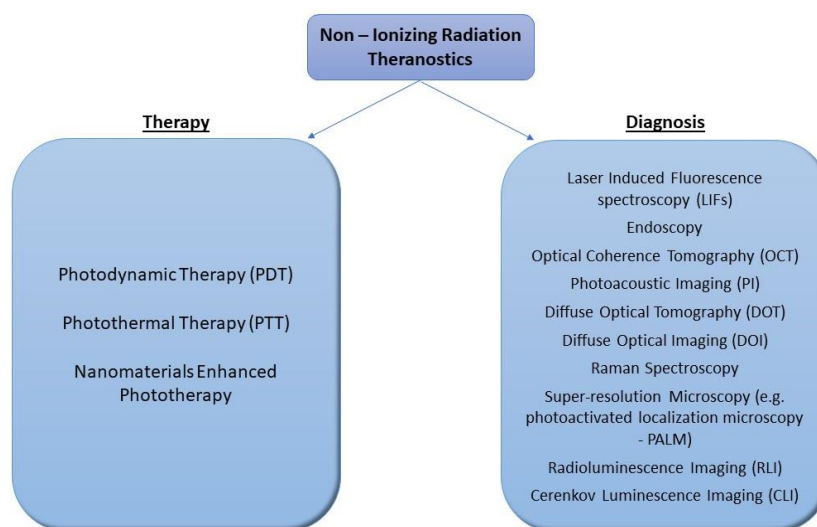 Non – Ionizing Radiation
Theranostics
Therapy
Photodynamic Therapy (PDT)
Photothermal Therapy (PTT)
Nanomaterials Enhanced
Phototherapy
Diagnosis
Laser Induced Fluorescence
spectroscopy (LIFs)
Endoscopy
Optical Coherence Tomography (OCT)
Photoacoustic Imaging (PI)
Diffuse Optical Tomography (DOT)
Diffuse Optical Imaging (DOI)
Raman Spectroscopy
Super-resolution Microscopy (e.g.
photoactivated localization microscopy
- PALM)
Radioluminescence Imaging (RLI)
Cerenkov Luminescence Imaging (CLI)